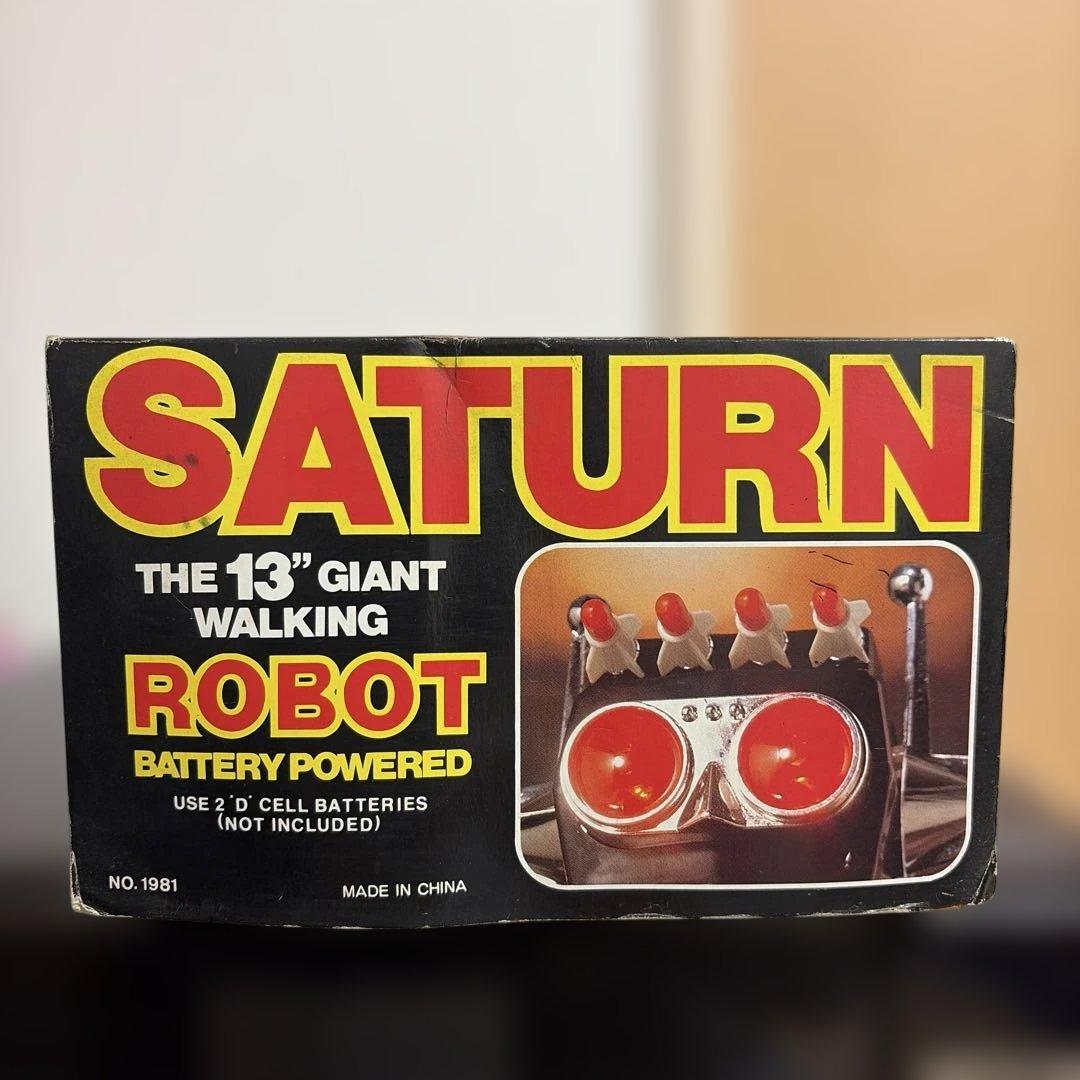 SATURN
THE 13” GIANT
WALKING
ROBOT
BATTERY POWERED
USE 2 'D' CELL BATTERIES
(NOT INCLUDED)
NO. 1981
MADE IN CHINA